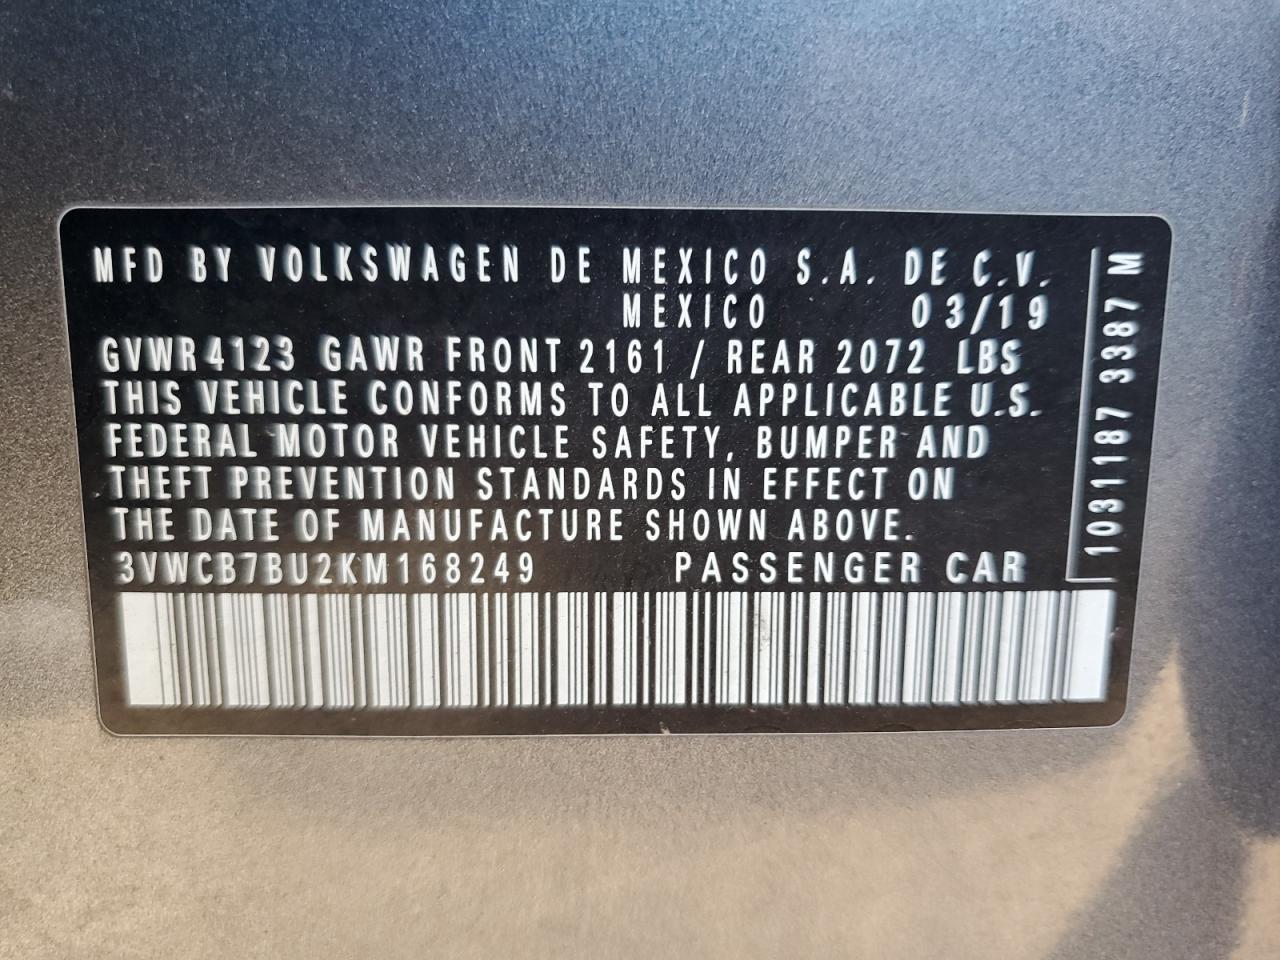 MFD BY VOLKSWAGEN DE MEXICO S.A. DE C.V.
MEXICO 03/19
GVWR 4123 GAWR FRONT 2161 / REAR 2072 LBS
THIS VEHICLE CONFORMS TO ALL APPLICABLE U.S.
FEDERAL MOTOR VEHICLE SAFETY, BUMPER AND
THEFT PREVENTION STANDARDS IN EFFECT ON
THE DATE OF MANUFACTURE SHOWN ABOVE.
3VWCB7BU2KM168249 PASSENGER CAR
1031187 3387 M